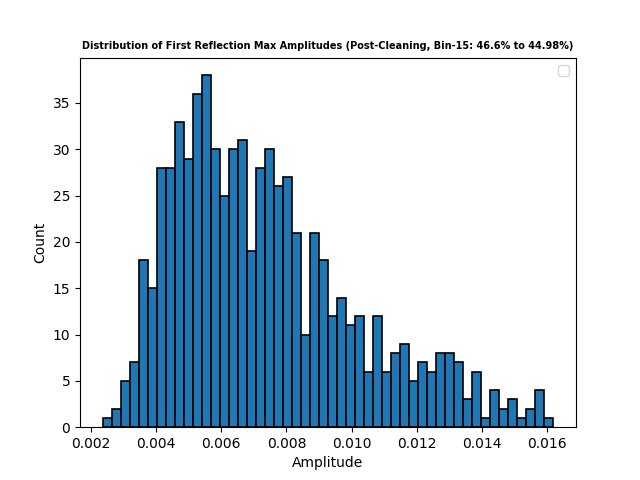 Distribution of First Reflection Max Amplitudes (Post-Cleaning, Bin-15: 46.6% to 44.98%)
35
30
25
20
15
10
5
0
Count
0.002 0.004 0.006 0.008 0.010 0.012 0.014 0.016
Amplitude